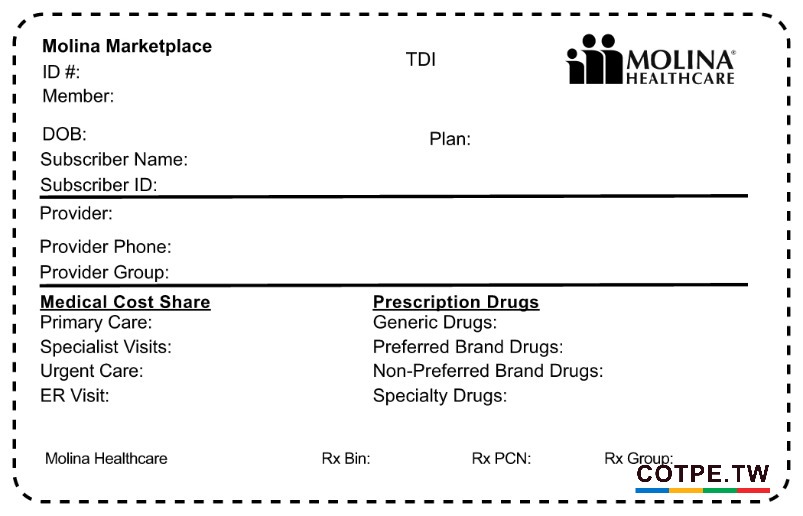 Molina Marketplace
TDI
MOLINA®
HEALTHCARE
ID #:
Member:
DOB:
Plan:
Subscriber Name:
Subscriber ID:
Provider:
Provider Phone:
Provider Group:
Medical Cost Share
Prescription Drugs
Primary Care:
Generic Drugs:
Specialist Visits:
Preferred Brand Drugs:
Urgent Care:
Non-Preferred Brand Drugs:
ER Visit:
Specialty Drugs:
Molina Healthcare
Rx Bin:
Rx PCN:
Rx Group:
COTPE.TW